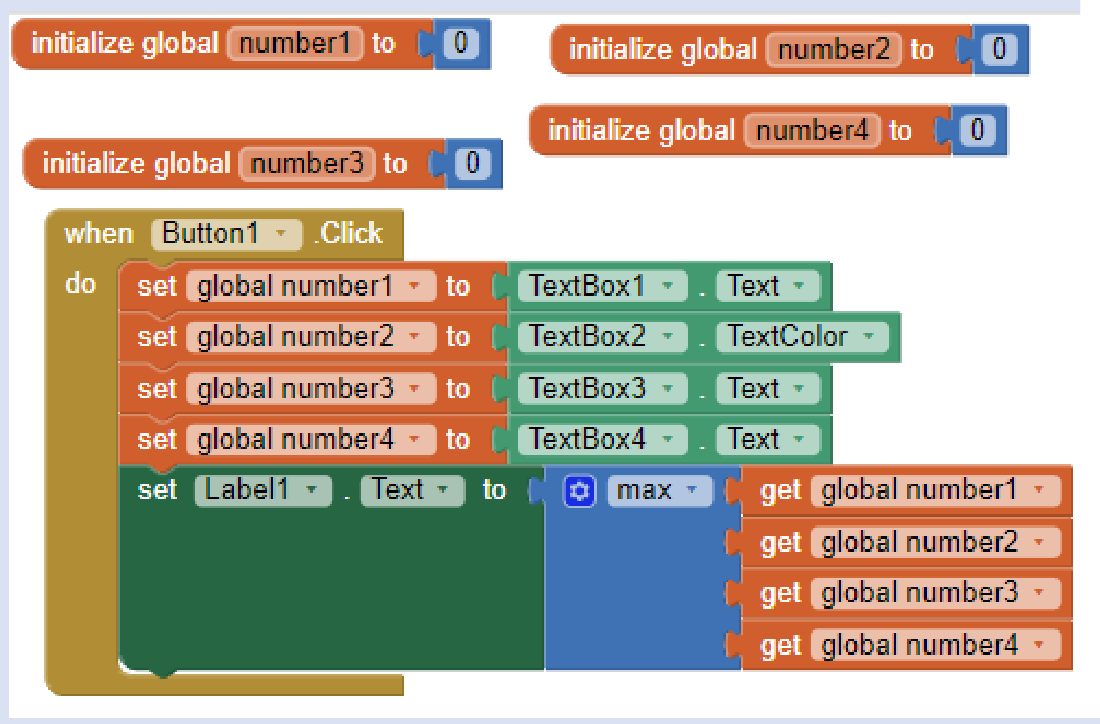 initialize global number1 to 0
initialize global number2 to 0
initialize global number4 to 0
initialize global number3 to 0
when Button1 .Click
do set global number1 to TextBox1 . Text
set global number2 to TextBox2 . TextColor
set global number3 to TextBox3 . Text
set global number4 to TextBox4 . Text
set Label1 . Text to max get global number1
get global number2
get global number3
get global number4